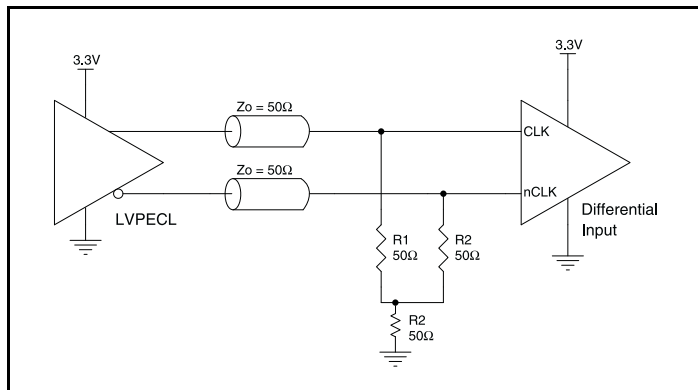 3.3V
3.3V
Zo = 50Ω
CLK
Zo = 50Ω
nCLK
LVPECL
Differential
Input
R1
50Ω
R2
50Ω
R2
50Ω